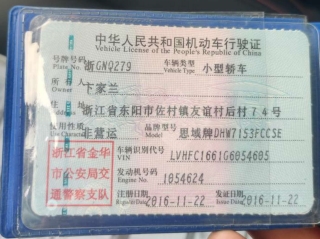 中华人民共和国机动车行驶证
Vehicle License of the People's Republic of China
号牌号码 浙GNQ279 车辆类型 小型轿车
Plate No. Vehicle Type
所有人 卞家兰
Owner
住址 浙江省东阳市佐村镇友谊村后村74号
使用性质 非营运 品牌型号 思域牌DHW7153FCCSE
浙江省金华市公安局交通警察支队
车辆识别代号 LVHFC1661G6054605
VIN
发动机号码 1054624
Engine No.
注册日期 2016-11-22 发证日期 2016-11-22
Register Date Issue Date